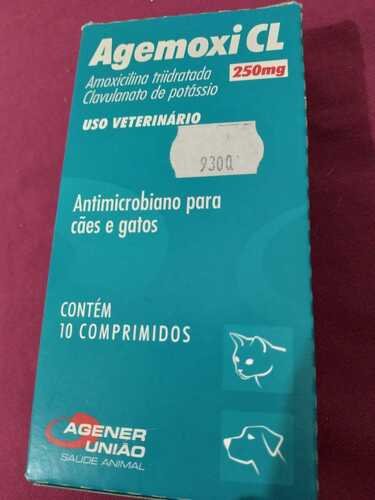 Agemoxi CL
Amoxicilina triidratada
Clavulanato de potássio
250mg
USO VETERINÁRIO
930Q
Antimicrobiano para
cães e gatos
CONTÉM
10 COMPRIMIDOS
AGENER
UNIÃO
SAÚDE ANIMAL